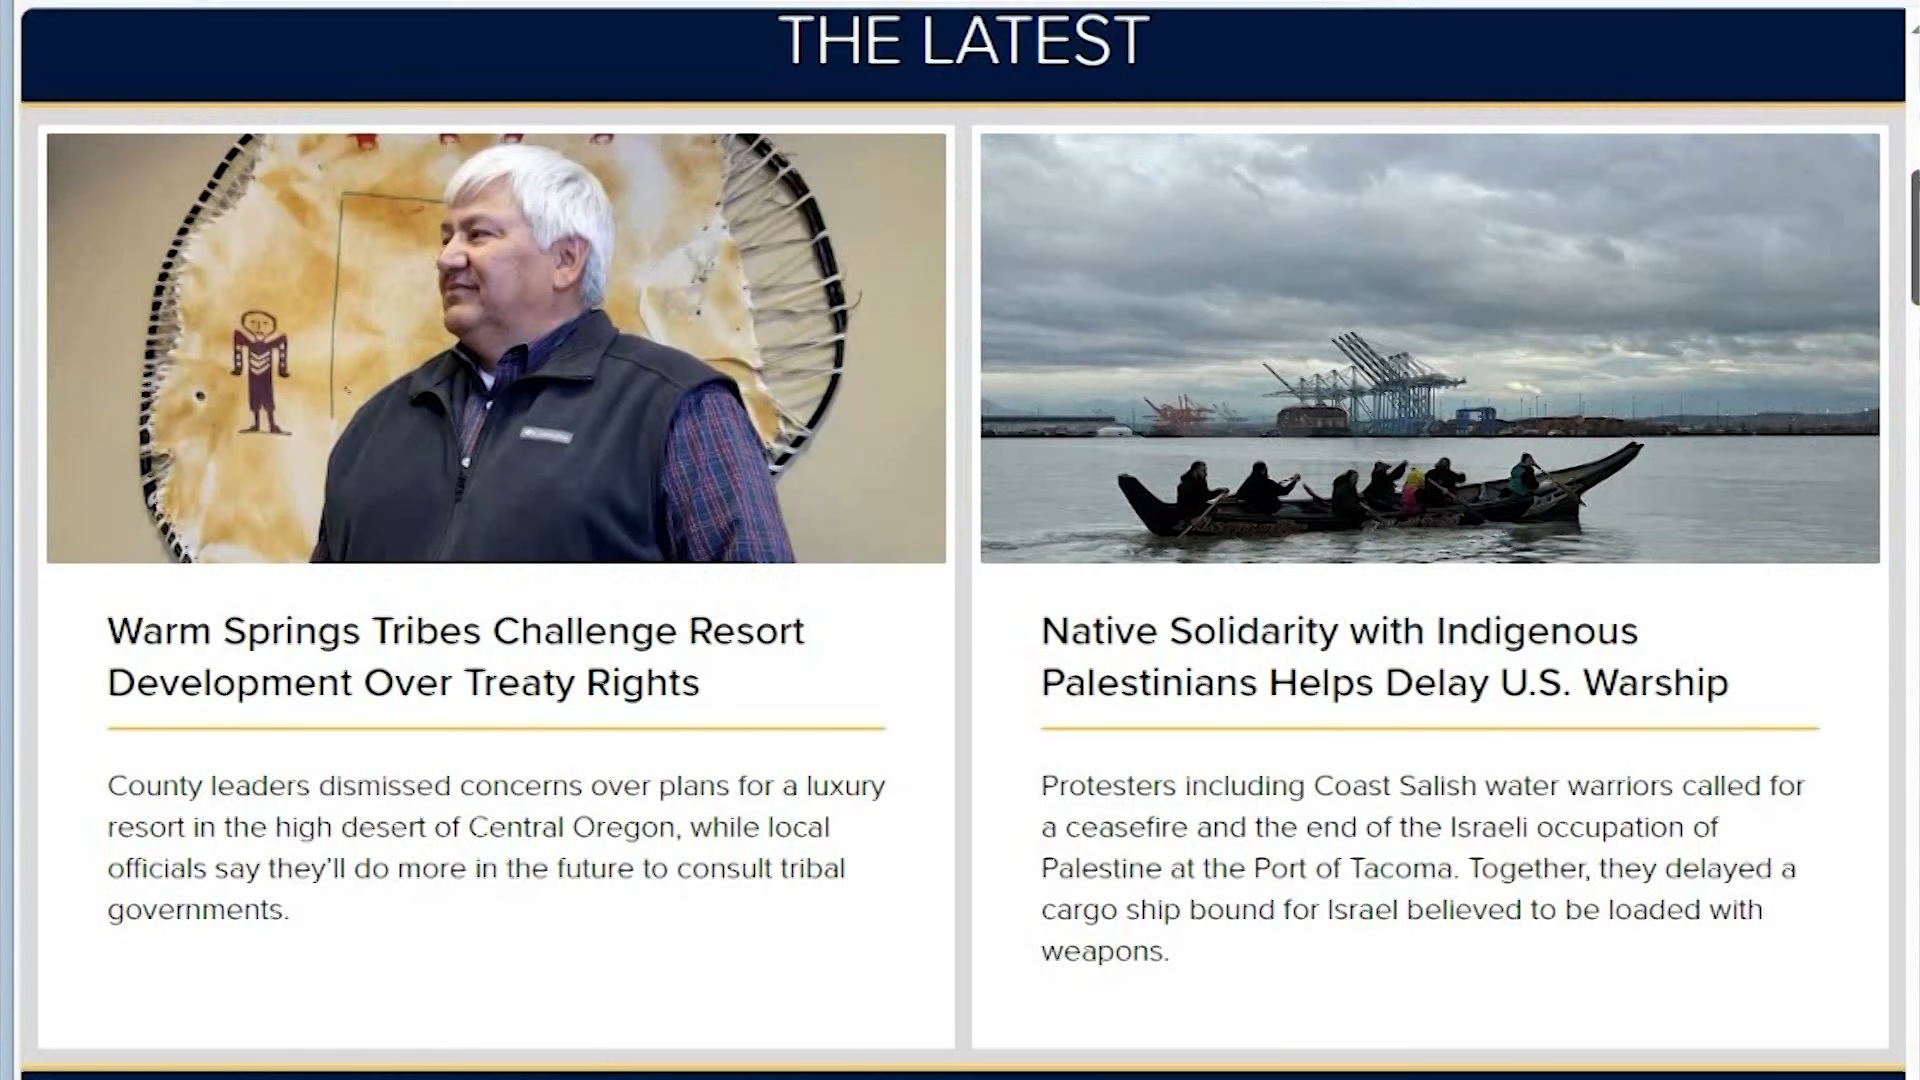 THE LATEST
Warm Springs Tribes Challenge Resort
Development Over Treaty Rights
County leaders dismissed concerns over plans for a luxury
resort in the high desert of Central Oregon, while local
officials say they’ll do more in the future to consult tribal
governments.
Native Solidarity with Indigenous
Palestinians Helps Delay U.S. Warship
Protesters including Coast Salish water warriors called for
a ceasefire and the end of the Israeli occupation of
Palestine at the Port of Tacoma. Together, they delayed a
cargo ship bound for Israel believed to be loaded with
weapons.